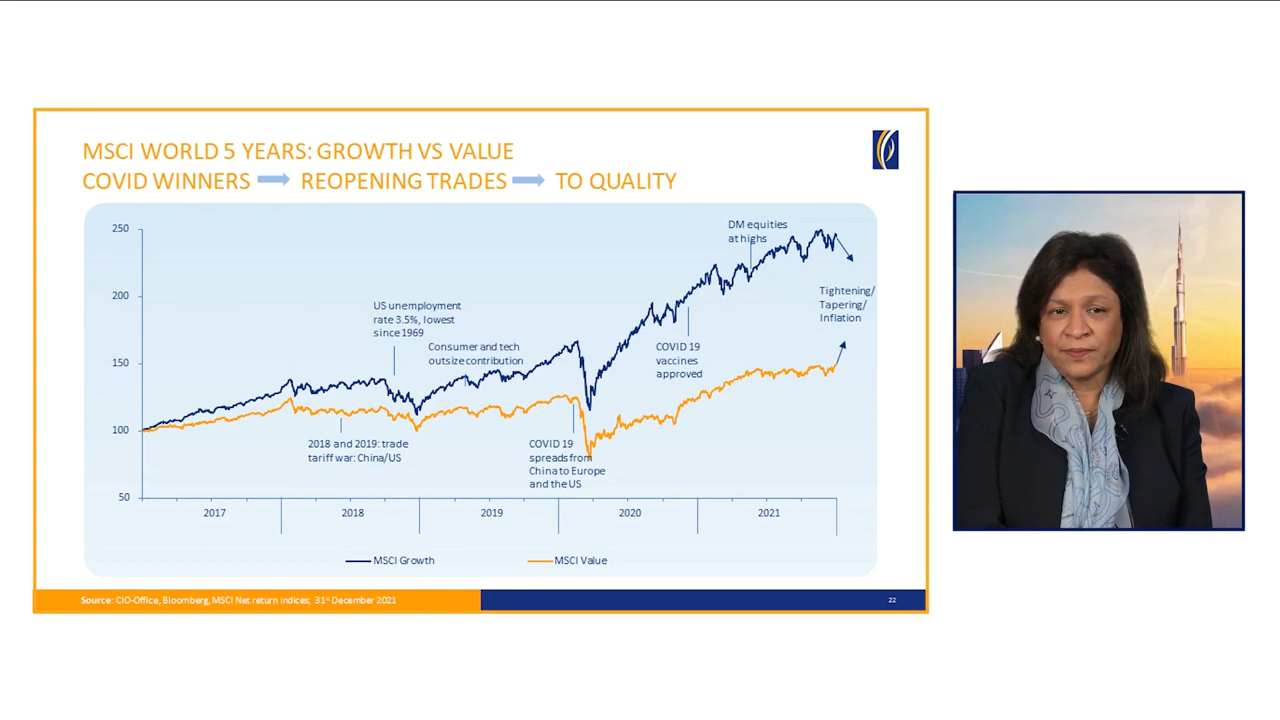 MSCI WORLD 5 YEARS: GROWTH VS VALUE
COVID WINNERS REOPENING TRADES TO QUALITY
250
200
150
100
50
DM equities
at highs
US unemployment
rate 3.5%, lowest
since 1969
Consumer and tech
outsize contribution
Tightening/
Tapering/
Inflation
COVID 19
vaccines
approved
2018 and 2019: trade
tariff war: China/US
COVID 19
spreads from
China to Europe
and the US
2017 2018 2019 2020 2021
MSCI Growth MSCI Value
Source: CIO-Office, Bloomberg, MSCI Net return indices; 31st December 2021
22